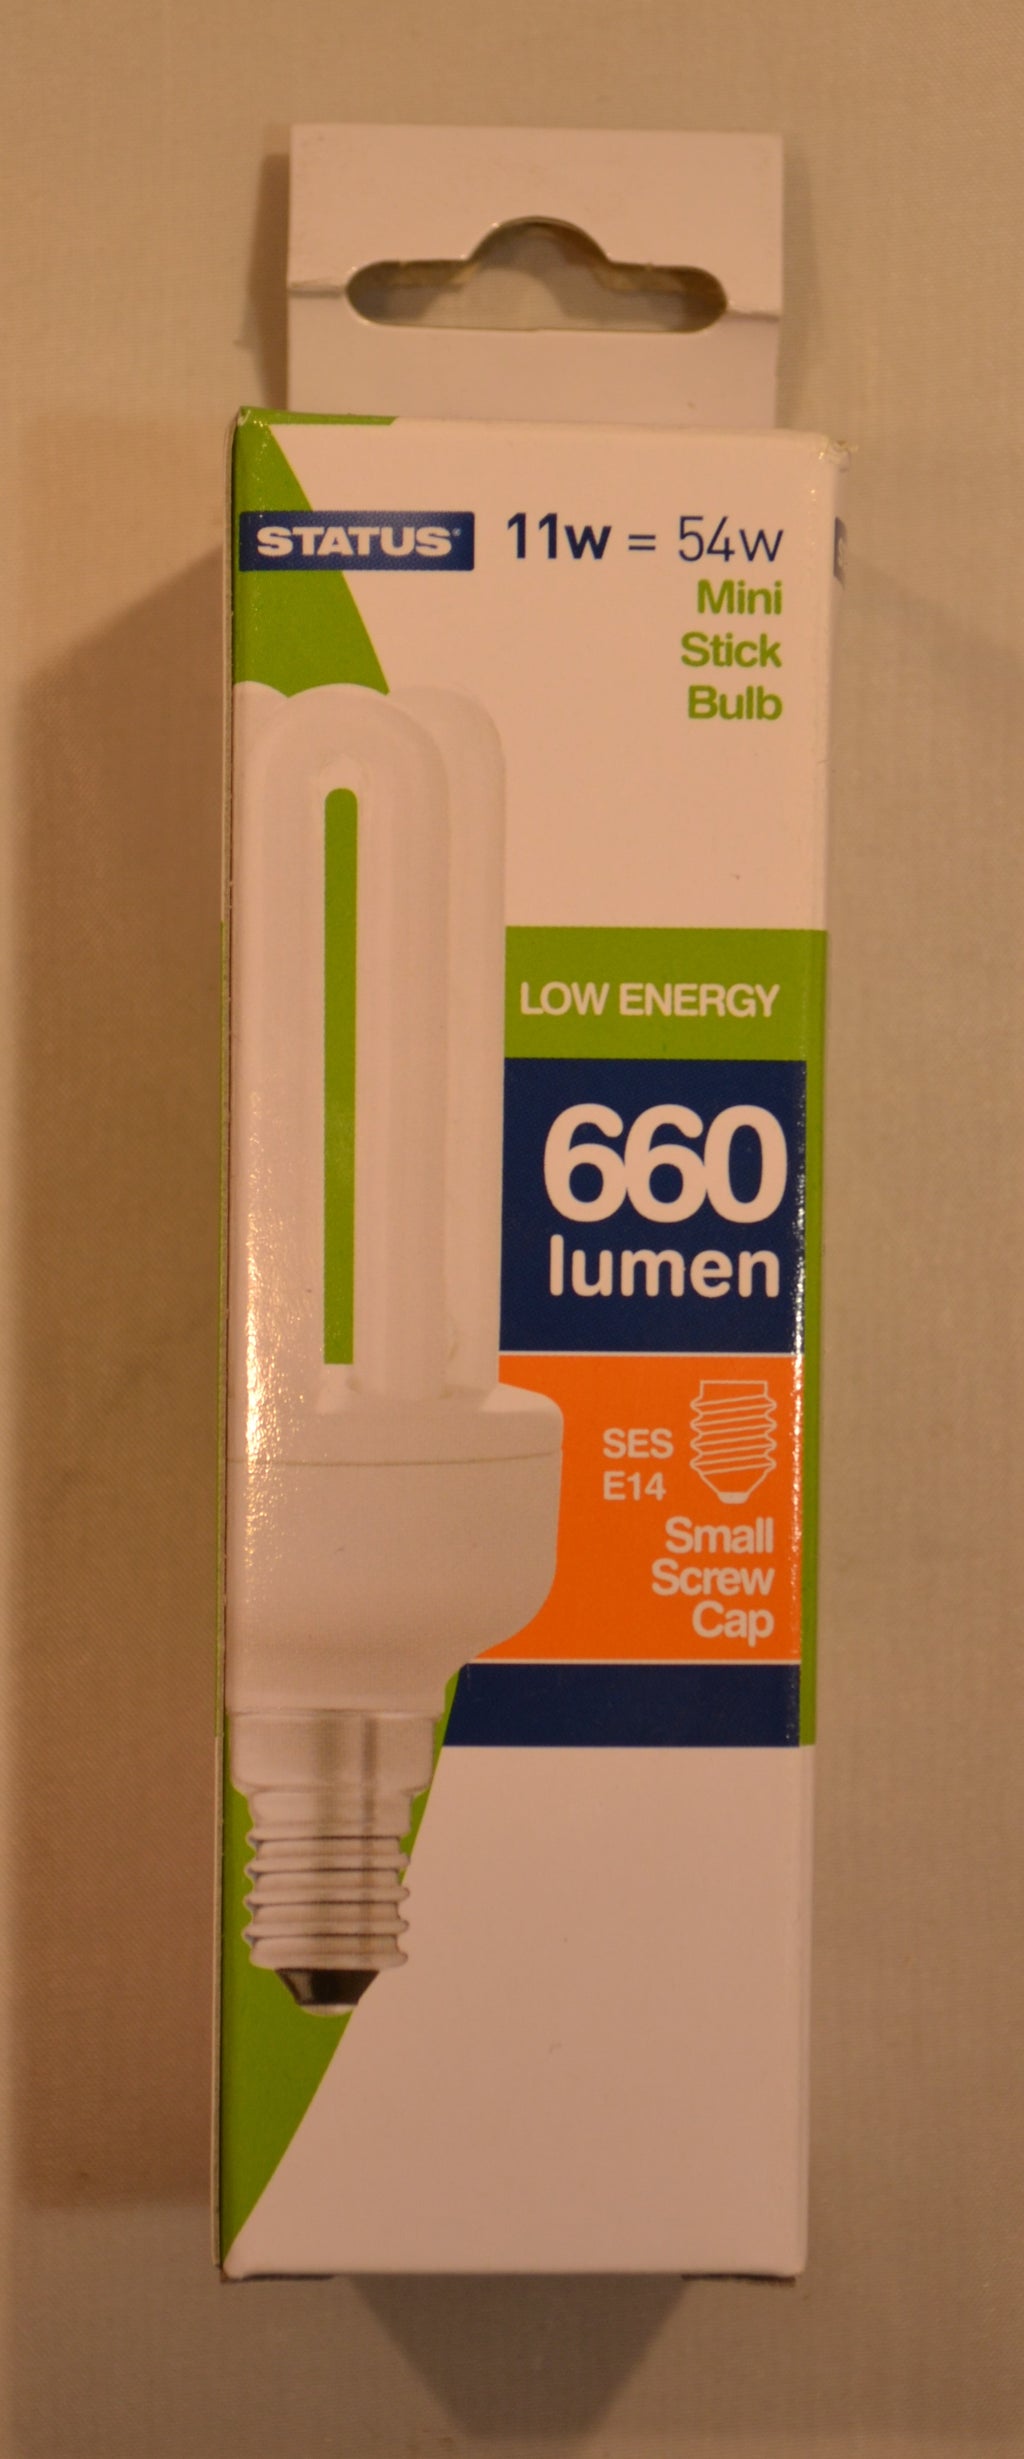 STATUS® 11w = 54w
Mini
Stick
Bulb
LOW ENERGY
660
lumen
SES
E14
Small
Screw
Cap